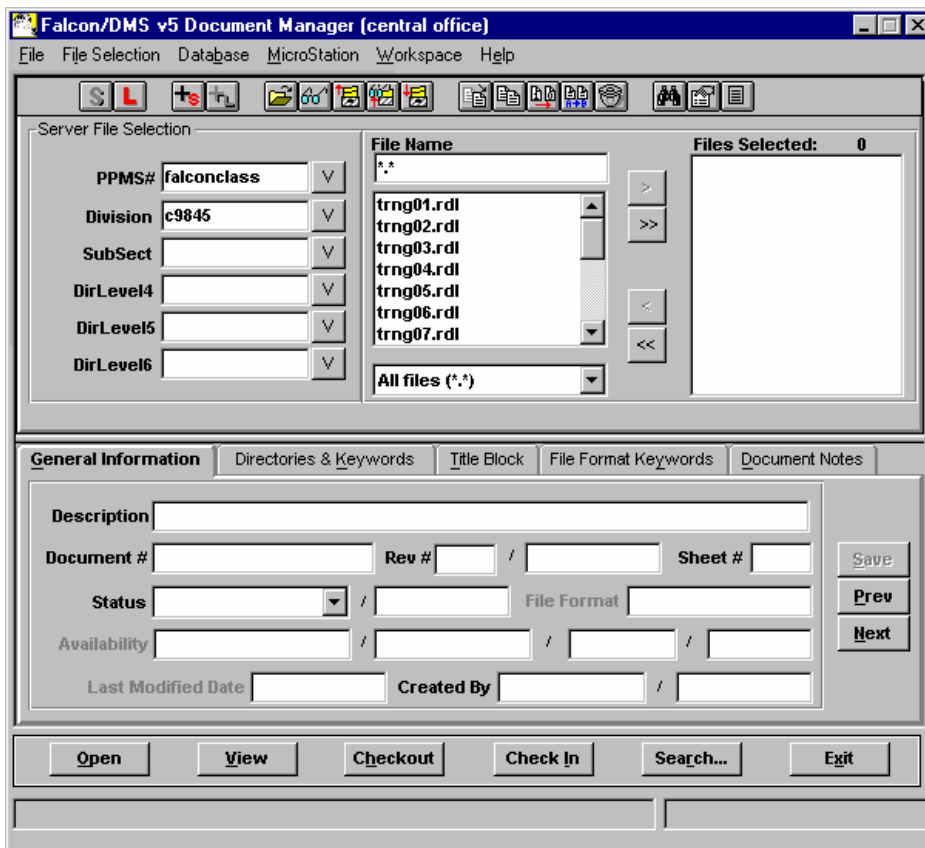 Falcon/DMS v5 Document Manager (central office)
File File Selection Database MicroStation Workspace Help
S L +S +L
Server File Selection
File Name
Files Selected: 0
PPMS# falconclass V
*.*
>
Division c9845 V
trng01.rdl
trng02.rdl
>>
SubSect V
trng03.rdl
trng04.rdl
DirLevel4 V
trng05.rdl
<
DirLevel5 V
trng06.rdl
trng07.rdl
<<
DirLevel6 V
All files (*.*)
General Information Directories & Keywords Title Block File Format Keywords Document Notes
Description
Document # Rev # / Sheet # Save
Status / File Format Prev
Availability / / / Next
Last Modified Date Created By /
Open View Checkout Check In Search... Exit